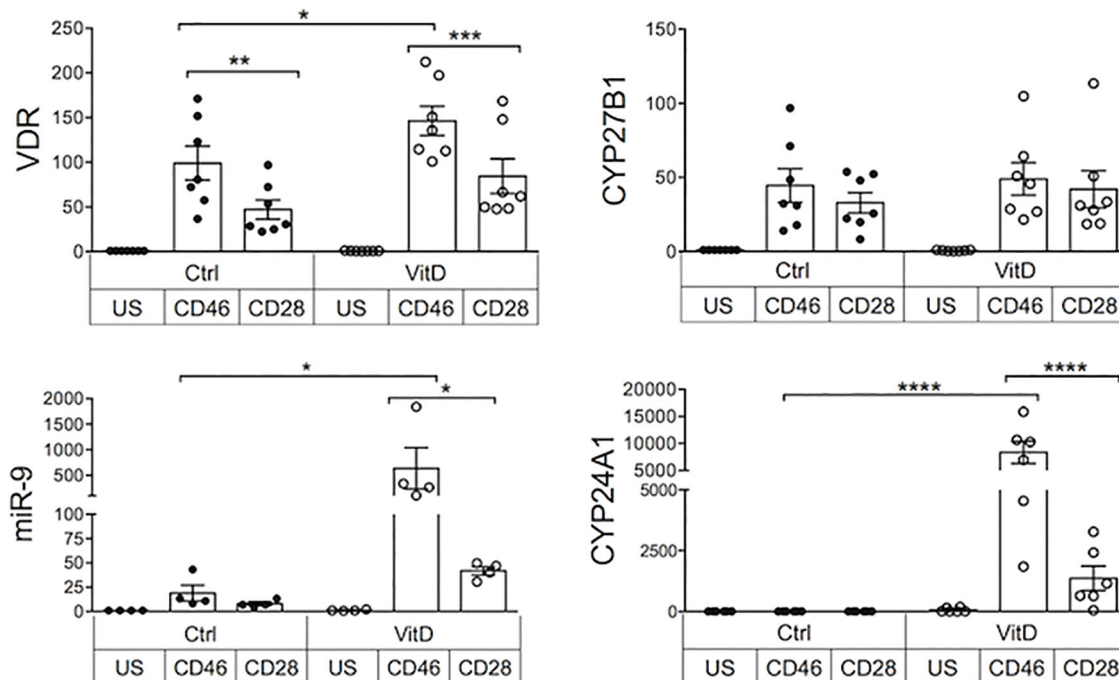 *
250
200
150
100
50
0
VDR
**
***
Ctrl
VitD
US CD46 CD28 US CD46 CD28
150
100
50
0
CYP27B1
Ctrl
VitD
US CD46 CD28 US CD46 CD28
*
*
2000
1500
1000
500
100
75
50
25
0
miR-9
Ctrl
VitD
US CD46 CD28 US CD46 CD28
****
****
20000
15000
10000
5000
5000
2500
0
CYP24A1
Ctrl
VitD
US CD46 CD28 US CD46 CD28